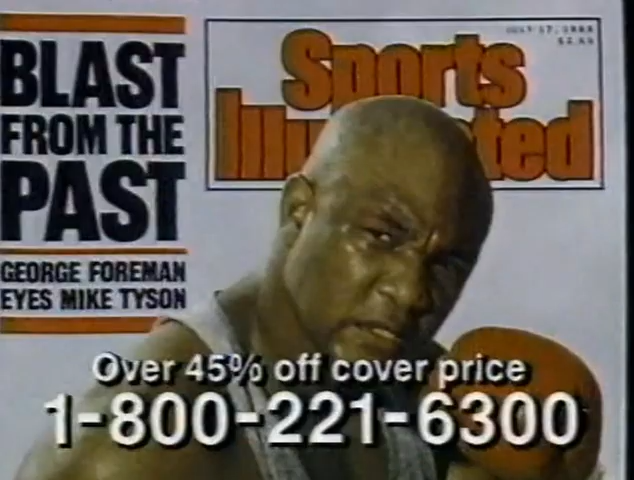 BLAST
FROM THE
PAST
GEORGE FOREMAN
EYES MIKE TYSON
Sports
Illustrated
Over 45% off cover price
1-800-221-6300